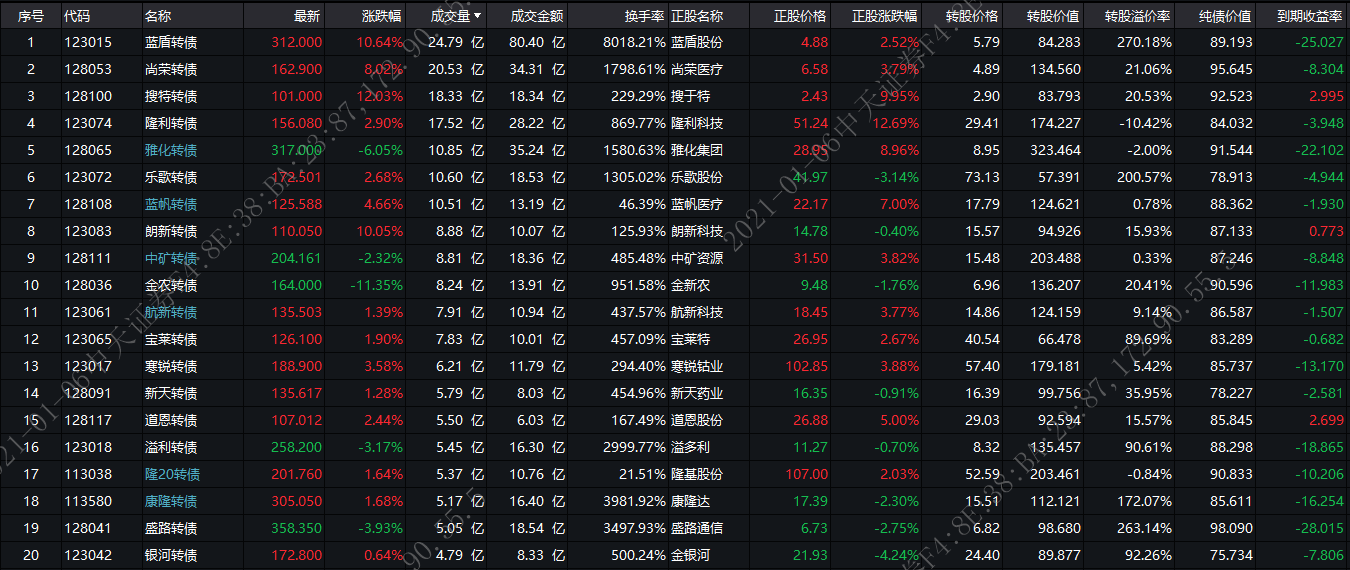 序号 代码 名称 最新 涨跌幅 成交量 成交金额 换手率 正股名称 正股价格 正股涨跌幅 转股价格 转股价值 转股溢价率 纯债价值 到期收益率
1 123015 蓝盾转债 312.000 10.64% 24.79 亿 80.40 亿 8018.21% 蓝盾股份 4.88 2.52% 5.79 84.283 270.18% 89.193 -25.027
2 128053 尚荣转债 162.900 8.02% 20.53 亿 34.31 亿 1798.61% 尚荣医疗 6.58 3.79% 4.89 134.560 21.06% 95.645 -8.304
3 128100 搜特转债 101.000 12.03% 18.33 亿 18.34 亿 229.29% 搜于特 2.43 9.95% 2.90 83.793 20.53% 92.523 2.995
4 123074 隆利转债 156.080 2.90% 17.52 亿 28.22 亿 869.77% 隆利科技 51.24 12.69% 29.41 174.227 -10.42% 84.032 -3.948
5 128065 雅化转债 317.000 -6.05% 10.85 亿 35.24 亿 1580.63% 雅化集团 28.95 8.96% 8.95 323.464 -2.00% 91.544 -22.102
6 123072 乐歌转债 172.501 2.68% 10.60 亿 18.53 亿 1305.02% 乐歌股份 41.97 -3.14% 73.13 57.391 200.57% 78.913 -4.944
7 128108 蓝帆转债 125.588 4.66% 10.51 亿 13.19 亿 46.39% 蓝帆医疗 22.17 7.00% 17.79 124.621 0.78% 88.362 -1.930
8 123083 朗新转债 110.050 10.05% 8.88 亿 10.07 亿 125.93% 朗新科技 14.78 -0.40% 15.57 94.926 15.93% 87.133 0.773
9 128111 中矿转债 204.161 -2.32% 8.81 亿 18.36 亿 485.48% 中矿资源 31.50 3.82% 15.48 203.488 0.33% 87.246 -8.848
10 128036 金农转债 164.000 -11.35% 8.24 亿 13.91 亿 951.58% 金新农 9.48 -1.76% 6.96 136.207 20.41% 90.596 -11.983
11 123061 航新转债 135.503 1.39% 7.91 亿 10.94 亿 437.57% 航新科技 18.45 3.77% 14.86 124.159 9.14% 86.587 -1.507
12 123065 宝莱转债 126.100 1.90% 7.83 亿 10.01 亿 457.09% 宝莱特 26.95 2.67% 40.54 66.478 89.69% 83.289 -0.682
13 123017 寒锐转债 188.900 3.58% 6.21 亿 11.79 亿 294.40% 寒锐钴业 102.85 3.88% 57.40 179.181 5.42% 85.737 -13.170
14 128091 新天转债 135.617 1.28% 5.79 亿 8.03 亿 454.96% 新天药业 16.35 -0.91% 16.39 99.756 35.95% 78.227 -2.581
15 128117 道恩转债 107.012 2.44% 5.50 亿 6.03 亿 167.49% 道恩股份 26.88 5.00% 29.03 92.594 15.57% 85.845 2.699
16 123018 溢利转债 258.200 -3.17% 5.45 亿 16.30 亿 2999.77% 溢多利 11.27 -0.70% 8.32 135.457 90.61% 88.298 -18.865
17 113038 隆20转债 201.760 1.64% 5.37 亿 10.76 亿 21.51% 隆基股份 107.00 2.03% 52.59 203.461 -0.84% 90.833 -10.206
18 113580 康隆转债 305.050 1.68% 5.17 亿 16.40 亿 3981.92% 康隆达 17.39 -2.30% 15.51 112.121 172.07% 85.611 -16.254
19 128041 盛路转债 358.350 -3.93% 5.05 亿 18.54 亿 3497.93% 盛路通信 6.73 -2.75% 6.82 98.680 263.14% 98.090 -28.015
20 123042 银河转债 172.800 0.64% 4.79 亿 8.33 亿 500.24% 金银河 21.93 -4.24% 24.40 89.877 92.26% 75.734 -7.806